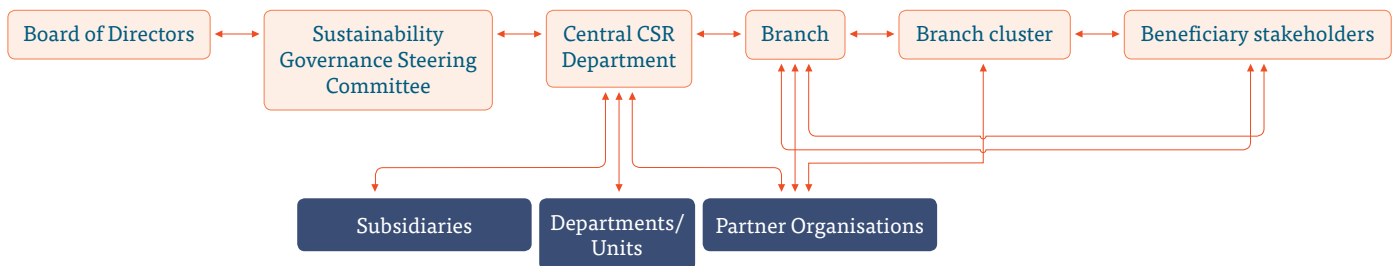 Board of Directors
Sustainability
Governance Steering
Committee
Central CSR
Department
Branch
Branch cluster
Beneficiary stakeholders
Subsidiaries
Departments/
Units
Partner Organisations